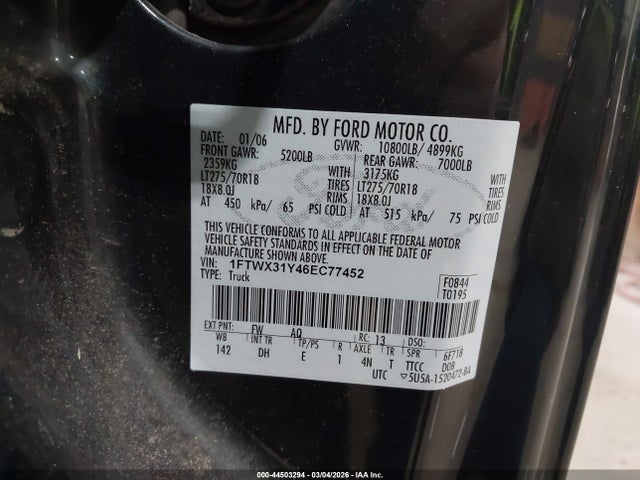 MFD. BY FORD MOTOR CO.
DATE: 01/06 GVWR: 10800LB/ 4899KG
FRONT GAWR: 5200LB REAR GAWR: 7000LB
2359KG WITH 3175KG WITH
LT275/70R18 TIRES LT275/70R18 TIRES
18X8.0J RIMS 18X8.0J RIMS
AT 450 kPa/ 65 PSI COLD AT 515 kPa/ 75 PSI COLD
THIS VEHICLE CONFORMS TO ALL APPLICABLE FEDERAL MOTOR
VEHICLE SAFETY STANDARDS IN EFFECT ON THE DATE OF
MANUFACTURE SHOWN ABOVE.
VIN: 1FTWX31Y46EC77452 F0844
TYPE: Truck T0195
EXT PNT: FW AQ RC: 13 DSO:
WB INT TR TP/PS R AXLE TR SPR 6F718
142 DH E 1 4N T TTCC DOB
UTC ▽5U5A-1520472-BA
000-44503294 - 03/04/2026 - IAA Inc.